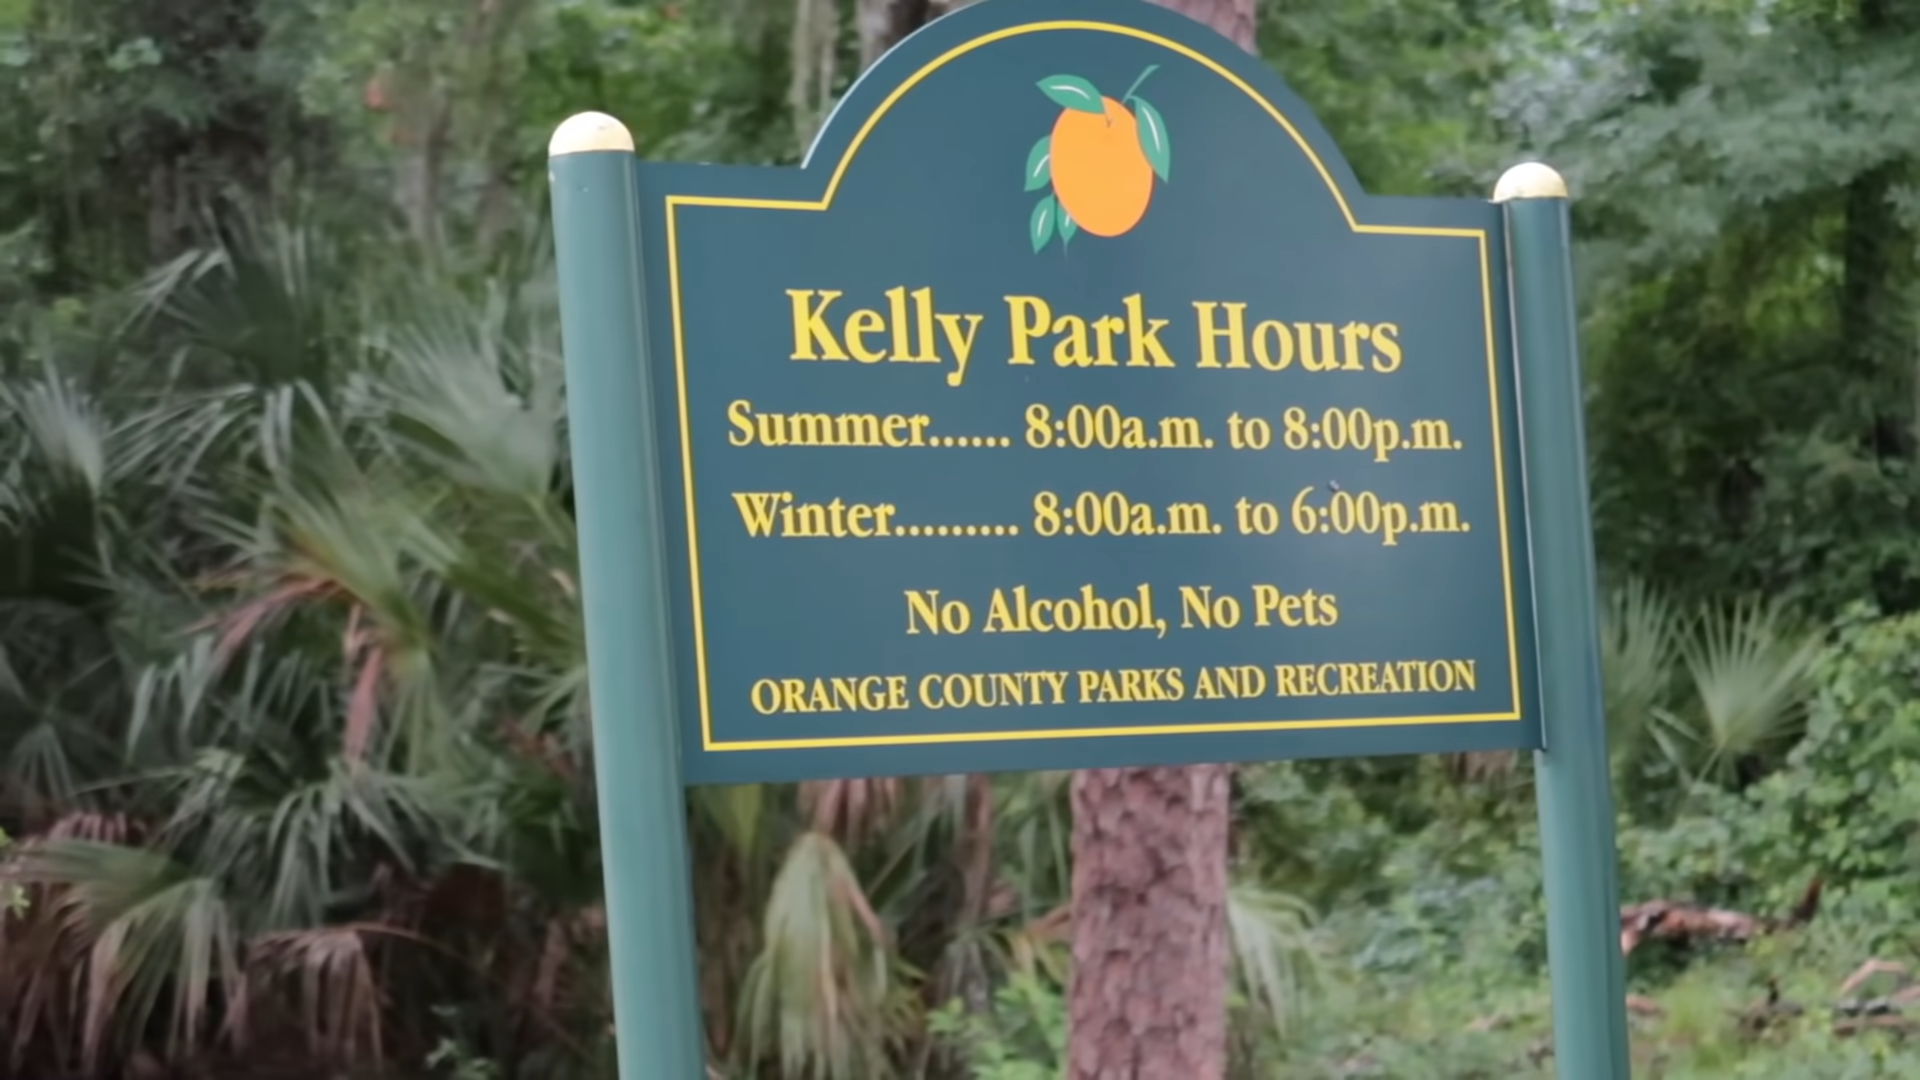 Kelly Park Hours
Summer...... 8:00a.m. to 8:00p.m.
Winter......... 8:00a.m. to 6:00p.m.
No Alcohol, No Pets
ORANGE COUNTY PARKS AND RECREATION